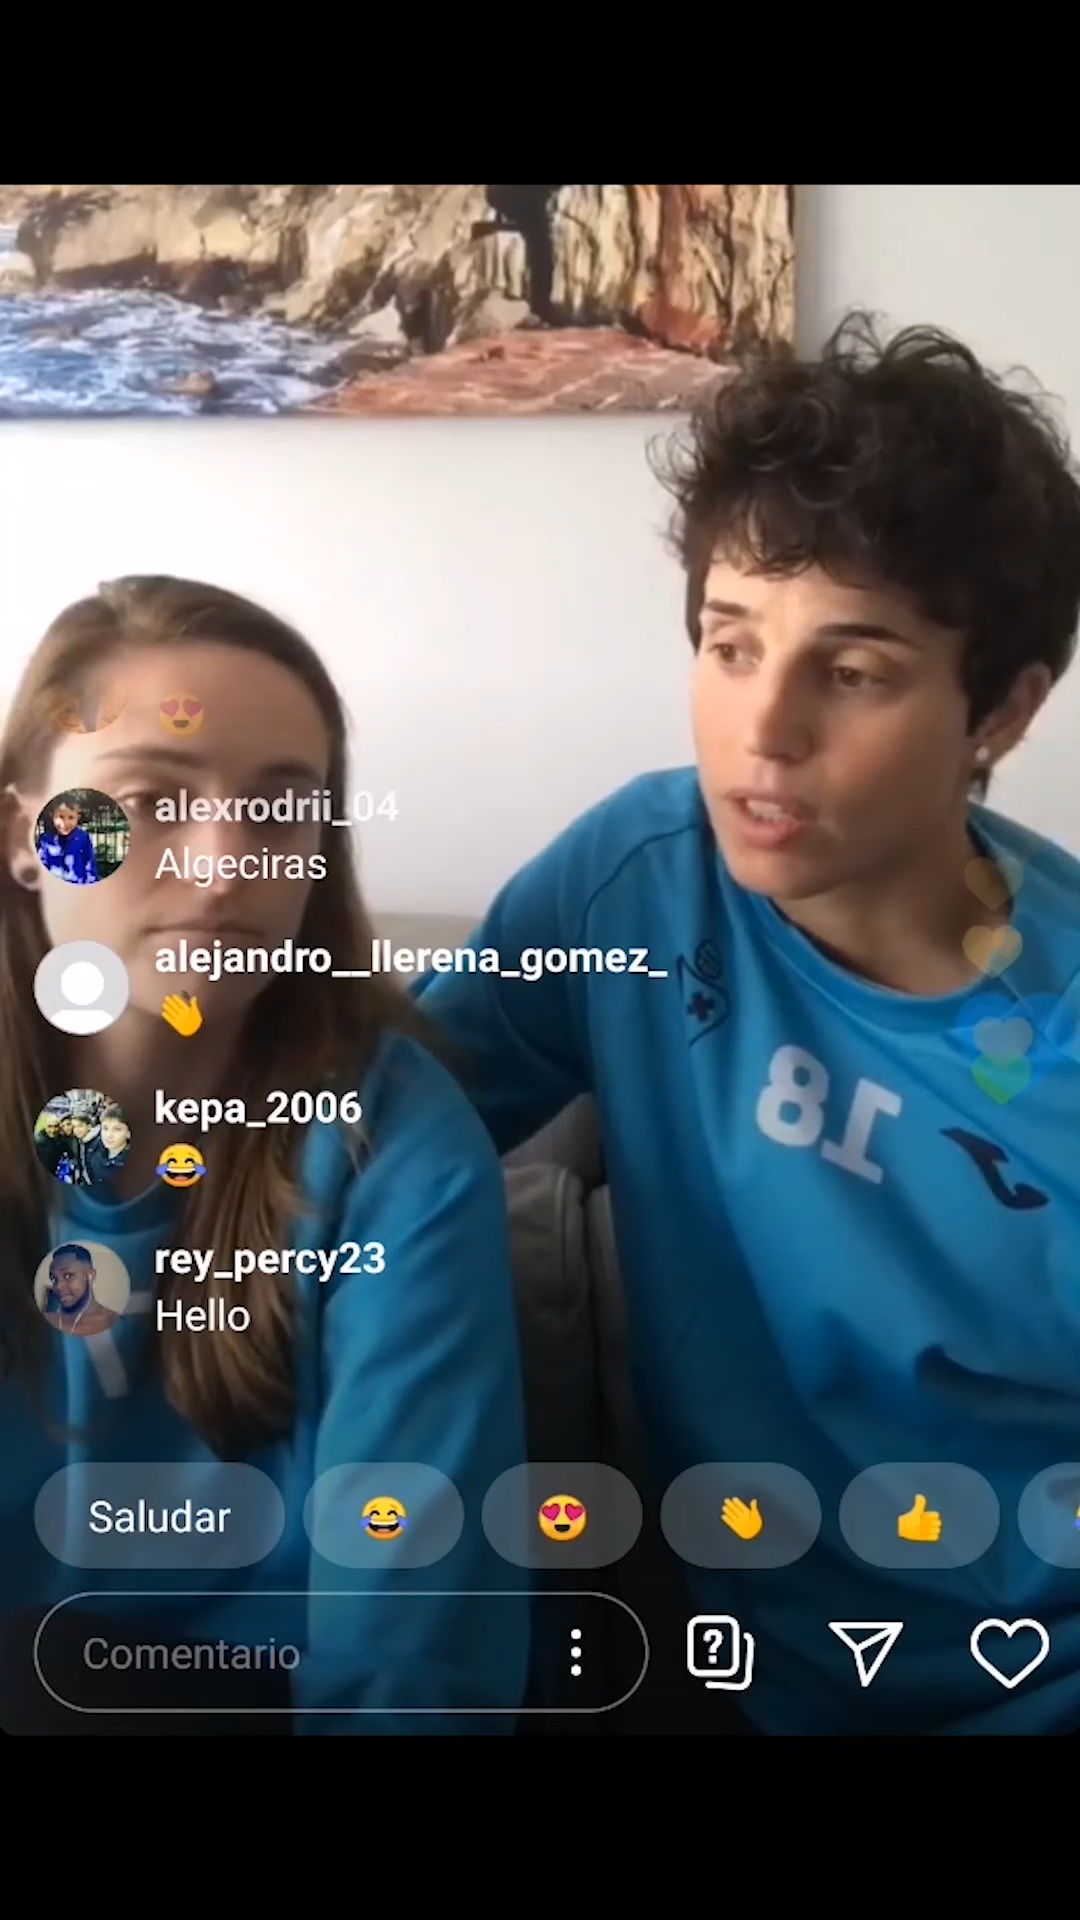 😍
alexrodrii_04
Algeciras
alejandro__llerena_gomez_
👋
kepa_2006
😂
rey_percy23
Hello
18
Saludar 😂 😍 👋 👍
Comentario